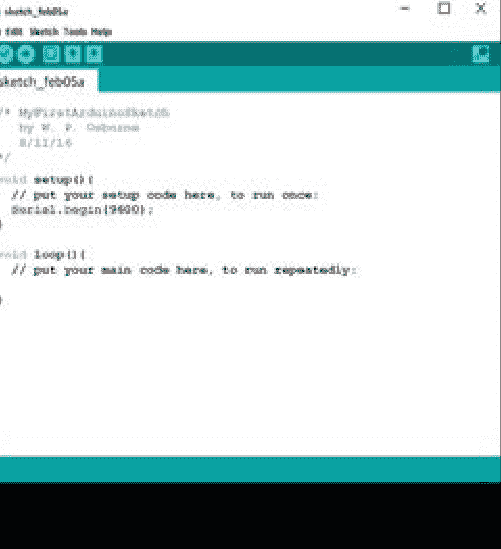 sketch_feb05a
Edit Sketch Tools Help
sketch_feb05a
/* MyFirstArduinoSketch
by W. P. Osborne
8/11/16
*/
void setup(){
// put your setup code here, to run once:
Serial.begin(9600);
}
void loop(){
// put your main code here, to run repeatedly:
}